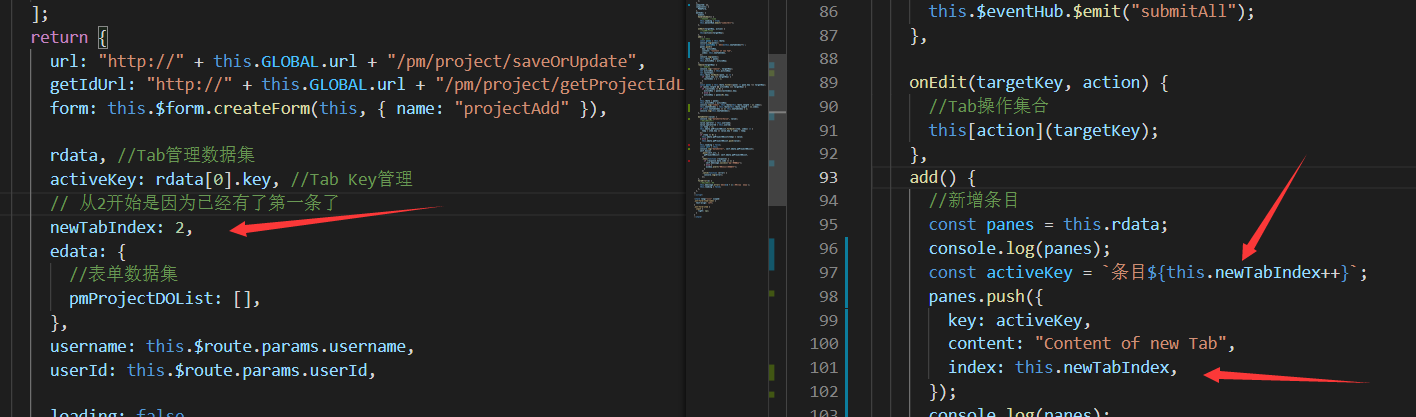 ];
return {
url: "http://" + this.GLOBAL.url + "/pm/project/saveOrUpdate",
getIdUrl: "http://" + this.GLOBAL.url + "/pm/project/getProjectIdL
form: this.$form.createForm(this, { name: "projectAdd" }),
rdata, //Tab管理数据集
activeKey: rdata[0].key, //Tab Key管理
// 从2开始是因为已经有了第一条了
newTabIndex: 2,
edata: {
//表单数据集
pmProjectDOList: [],
},
username: this.$route.params.username,
userId: this.$route.params.userId,
loading: false
86 this.$eventHub.$emit("submitAll");
87 },
88
89 onEdit(targetKey, action) {
90 //Tab操作集合
91 this[action](targetKey);
92 },
93 add() {
94 //新增条目
95 const panes = this.rdata;
96 console.log(panes);
97 const activeKey = `条目${this.newTabIndex++}`;
98 panes.push({
99 key: activeKey,
100 content: "Content of new Tab",
101 index: this.newTabIndex,
102 });
103 console.log(panes);